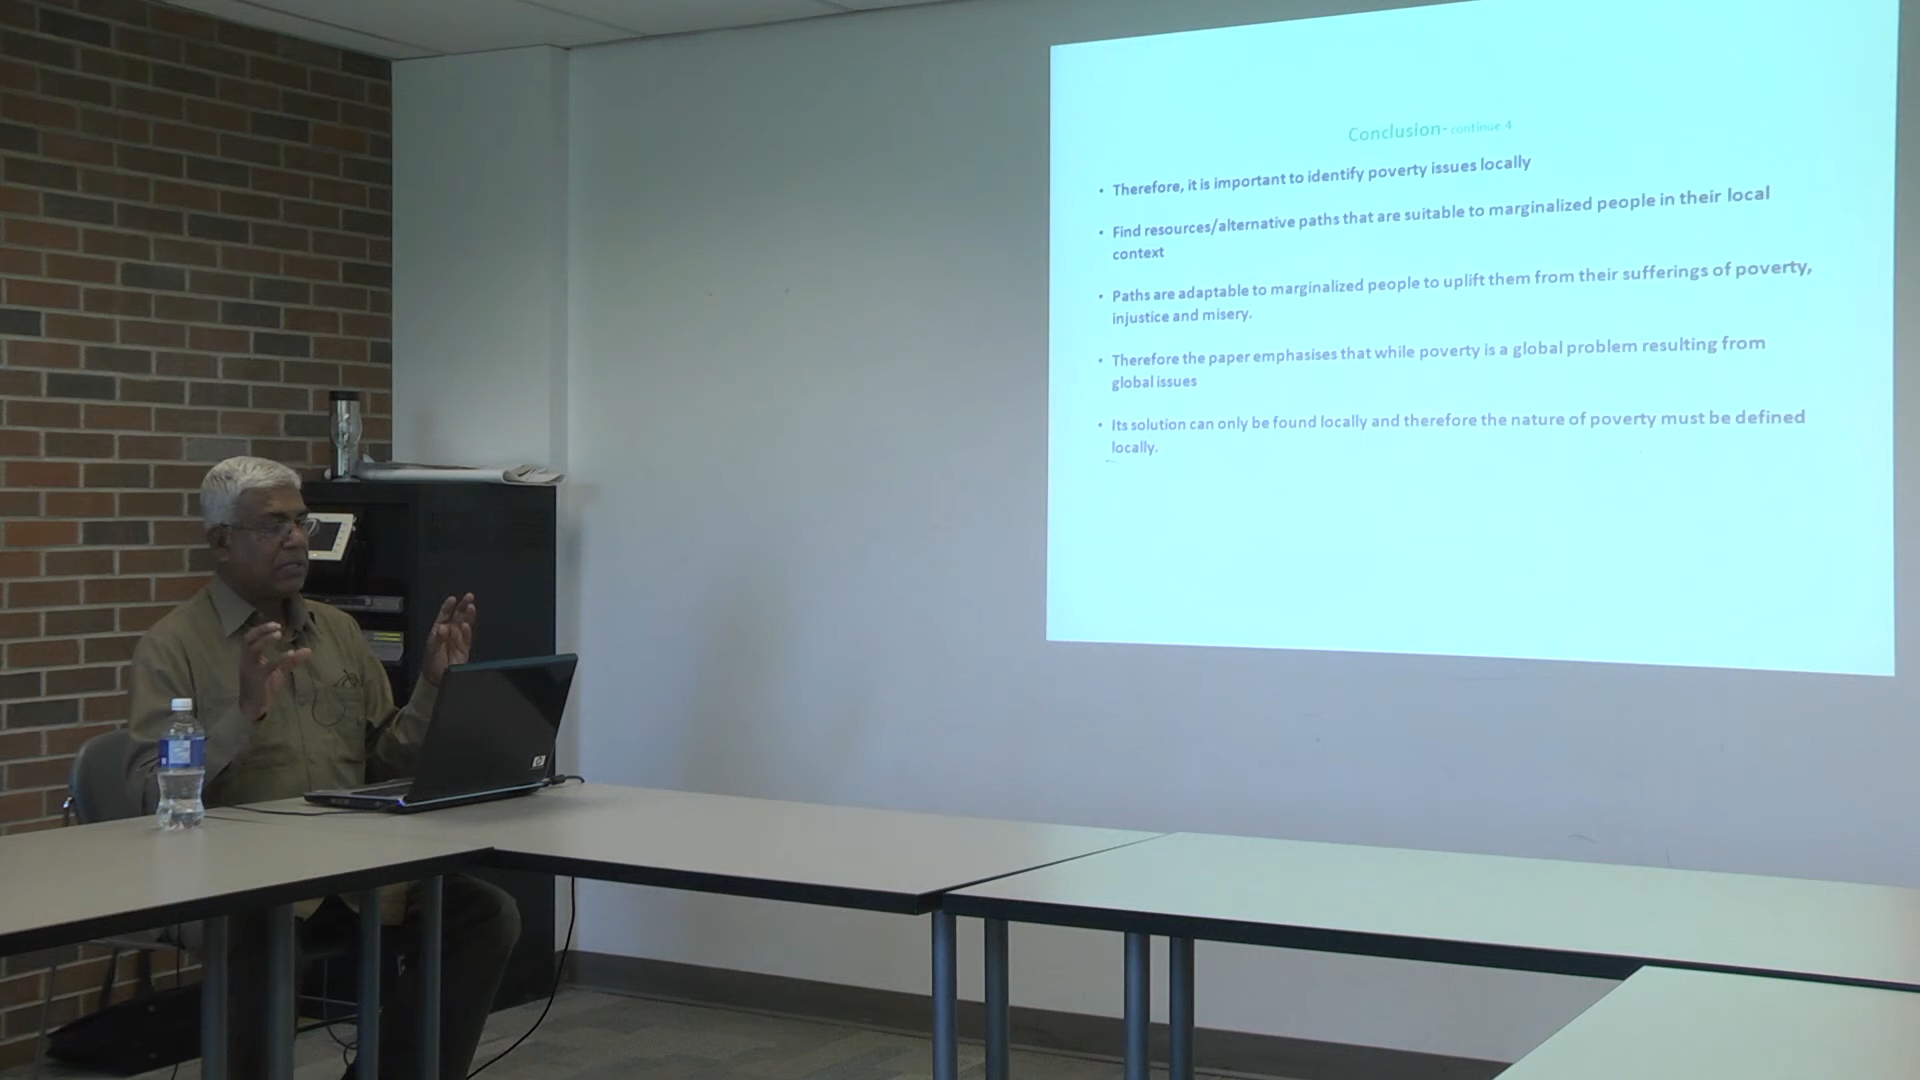 Conclusion- continue 4
• Therefore, it is important to identify poverty issues locally
• Find resources/alternative paths that are suitable to marginalized people in their local
context
• Paths are adaptable to marginalized people to uplift them from their sufferings of poverty,
injustice and misery.
• Therefore the paper emphasises that while poverty is a global problem resulting from
global issues
• Its solution can only be found locally and therefore the nature of poverty must be defined
locally.
hp